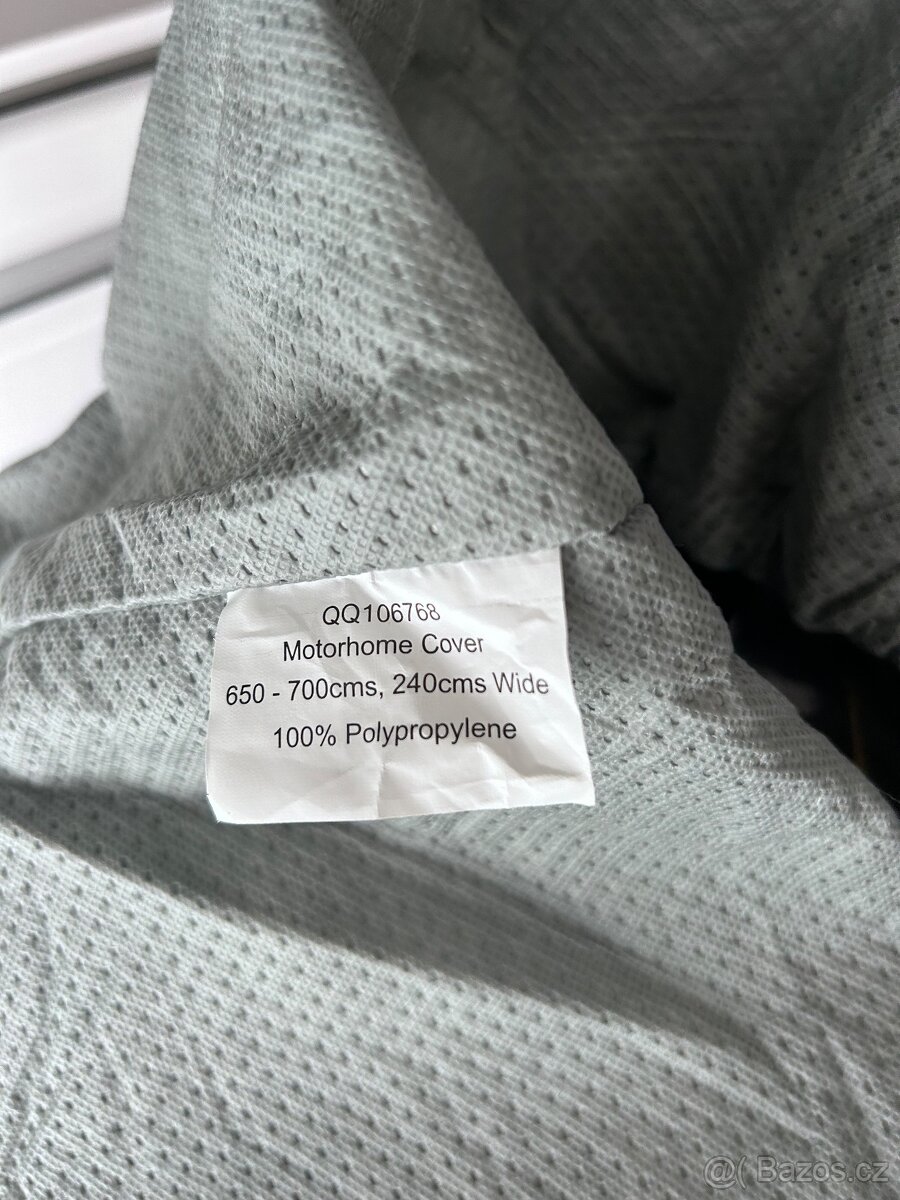 QQ106768
Motorhome Cover
650 - 700cms, 240cms Wide
100% Polypropylene
@( Bazos.cz